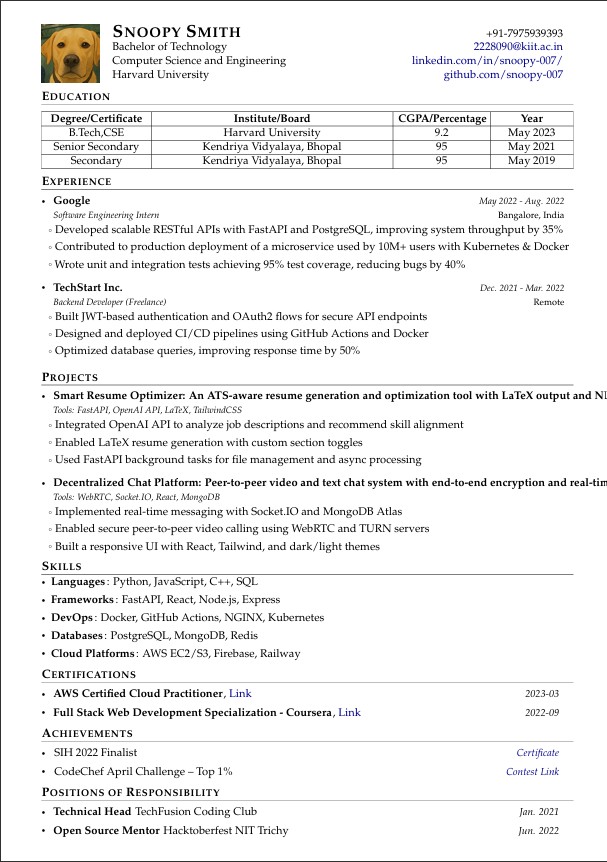 SNOOPY SMITH +91-7975939393
Bachelor of Technology 2228090@kiit.ac.in
Computer Science and Engineering linkedin.com/in/snoopy-007/
Harvard University github.com/snoopy-007
EDUCATION
Degree/Certificate Institute/Board CGPA/Percentage Year
B.Tech,CSE Harvard University 9.2 May 2023
Senior Secondary Kendriya Vidyalaya, Bhopal 95 May 2021
Secondary Kendriya Vidyalaya, Bhopal 95 May 2019
EXPERIENCE
• Google May 2022 - Aug. 2022
Software Engineering Intern Bangalore, India
◦ Developed scalable RESTful APIs with FastAPI and PostgreSQL, improving system throughput by 35%
◦ Contributed to production deployment of a microservice used by 10M+ users with Kubernetes & Docker
◦ Wrote unit and integration tests achieving 95% test coverage, reducing bugs by 40%
• TechStart Inc. Dec. 2021 - Mar. 2022
Backend Developer (Freelance) Remote
◦ Built JWT-based authentication and OAuth2 flows for secure API endpoints
◦ Designed and deployed CI/CD pipelines using GitHub Actions and Docker
◦ Optimized database queries, improving response time by 50%
PROJECTS
• Smart Resume Optimizer: An ATS-aware resume generation and optimization tool with LaTeX output and
Tools: FastAPI, OpenAI API, LaTeX, TailwindCSS
◦ Integrated OpenAI API to analyze job descriptions and recommend skill alignment
◦ Enabled LaTeX resume generation with custom section toggles
◦ Used FastAPI background tasks for file management and async processing
• Decentralized Chat Platform: Peer-to-peer video and text chat system with end-to-end encryption and real-tim
Tools: WebRTC, Socket.IO, React, MongoDB
◦ Implemented real-time messaging with Socket.IO and MongoDB Atlas
◦ Enabled secure peer-to-peer video calling using WebRTC and TURN servers
◦ Built a responsive UI with React, Tailwind, and dark/light themes
SKILLS
• Languages: Python, JavaScript, C++, SQL
• Frameworks: FastAPI, React, Node.js, Express
• DevOps: Docker, GitHub Actions, NGINX, Kubernetes
• Databases: PostgreSQL, MongoDB, Redis
• Cloud Platforms: AWS EC2/S3, Firebase, Railway
CERTIFICATIONS
• AWS Certified Cloud Practitioner, Link 2023-03
• Full Stack Web Development Specialization - Coursera, Link 2022-09
ACHIEVEMENTS
• SIH 2022 Finalist Certificate
• CodeChef April Challenge – Top 1% Contest Link
POSITIONS OF RESPONSIBILITY
• Technical Head TechFusion Coding Club Jan. 2021
• Open Source Mentor Hacktoberfest NIT Trichy Jun. 2022